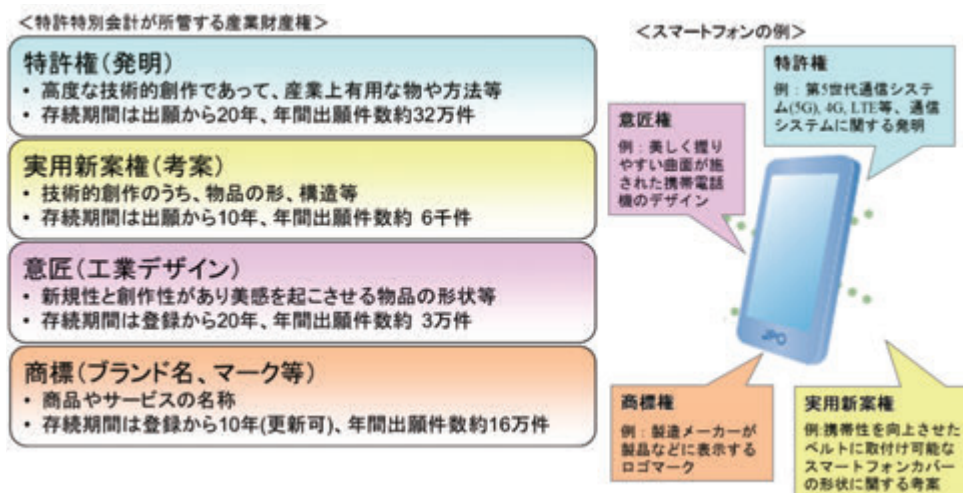 ＜特許特別会計が所管する産業財産権＞
特許権（発明）
• 高度な技術的創作であって、産業上有用な物や方法等
• 存続期間は出願から20年、年間出願件数約32万件
実用新案権（考案）
• 技術的創作のうち、物品の形、構造等
• 存続期間は出願から10年、年間出願件数約 6千件
意匠（工業デザイン）
• 新規性と創作性があり美感を起こさせる物品の形状等
• 存続期間は登録から20年、年間出願件数約 3万件
商標（ブランド名、マーク等）
• 商品やサービスの名称
• 存続期間は登録から10年(更新可)、年間出願件数約16万件
＜スマートフォンの例＞
特許権
例：第5世代通信システ
ム(5G), 4G, LTE等、通信
システムに関する発明
意匠権
例：美しく握り
やすい曲面が施
された携帯電話
機のデザイン
JPO
商標権
例：製造メーカーが
製品などに表示する
ロゴマーク
実用新案権
例:携帯性を向上させた
ベルトに取付け可能な
スマートフォンカバー
の形状に関する考案